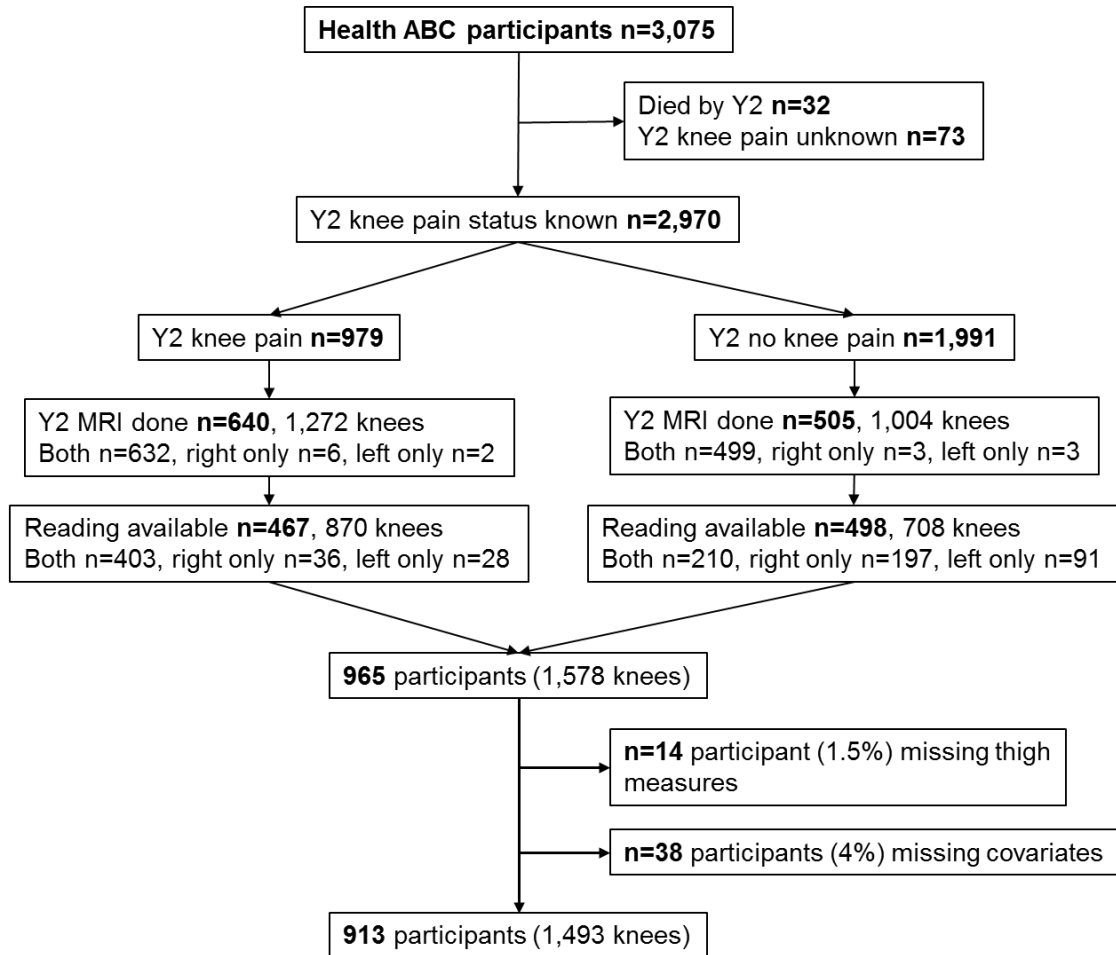 Health ABC participants n=3,075
Died by Y2 n=32
Y2 knee pain unknown n=73
Y2 knee pain status known n=2,970
Y2 knee pain n=979
Y2 no knee pain n=1,991
Y2 MRI done n=640, 1,272 knees
Both n=632, right only n=6, left only n=2
Y2 MRI done n=505, 1,004 knees
Both n=499, right only n=3, left only n=3
Reading available n=467, 870 knees
Both n=403, right only n=36, left only n=28
Reading available n=498, 708 knees
Both n=210, right only n=197, left only n=91
965 participants (1,578 knees)
n=14 participant (1.5%) missing thigh
measures
n=38 participants (4%) missing covariates
913 participants (1,493 knees)